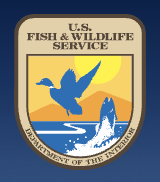 U.S.
FISH & WILDLIFE
SERVICE
DEPARTMENT OF THE INTERIOR